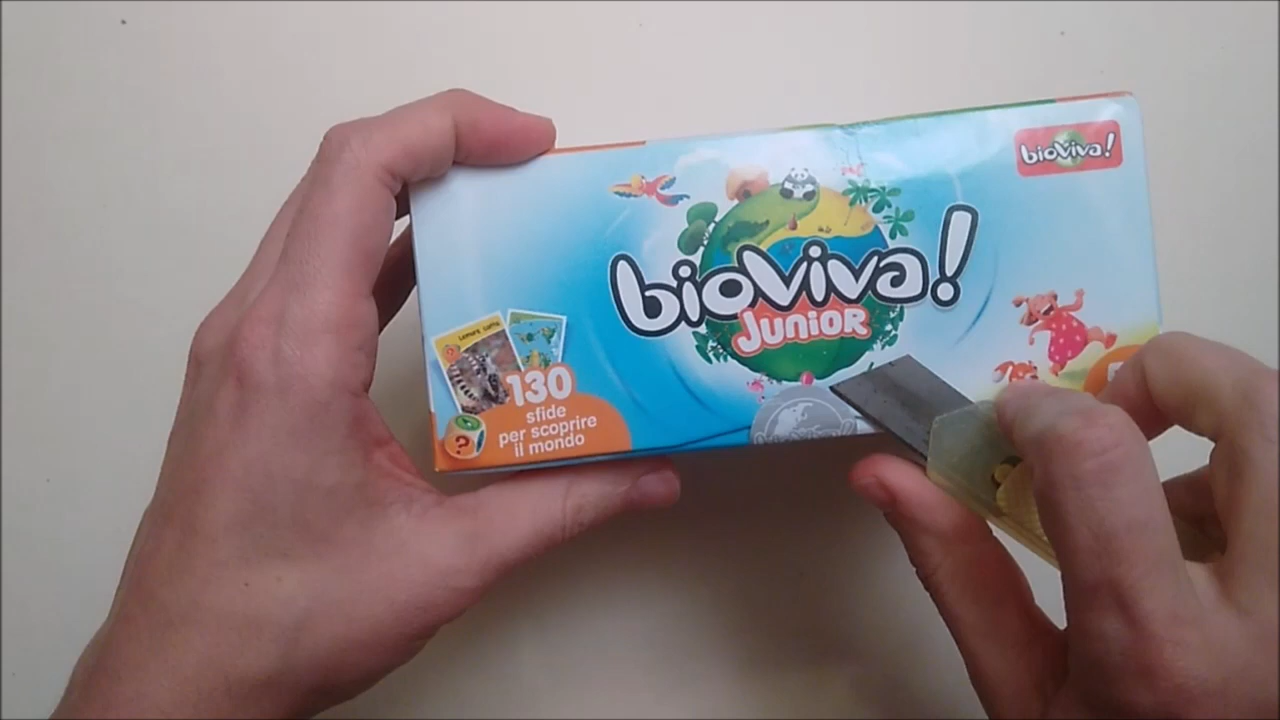 bioviva!
bioviva!
Junior
Lemure catta
130
sfide
per scoprire
il mondo